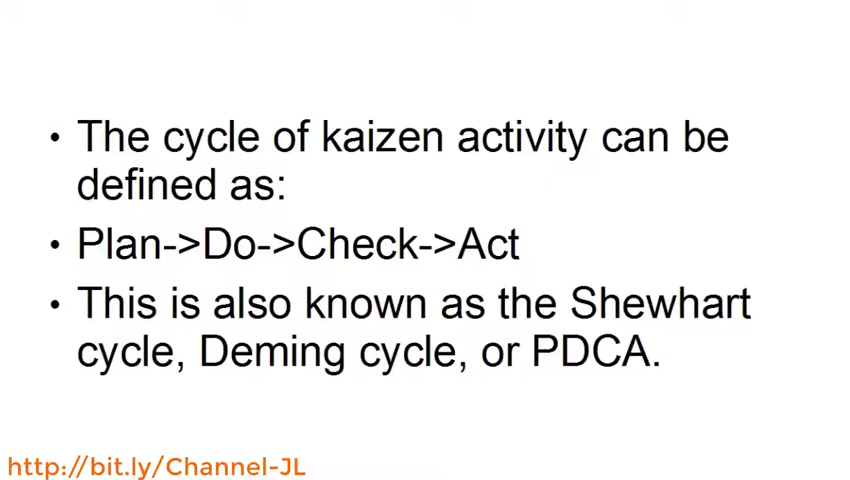 • The cycle of kaizen activity can be
defined as:
• Plan->Do->Check->Act
• This is also known as the Shewhart
cycle, Deming cycle, or PDCA.
http://bit.ly/Channel-JL